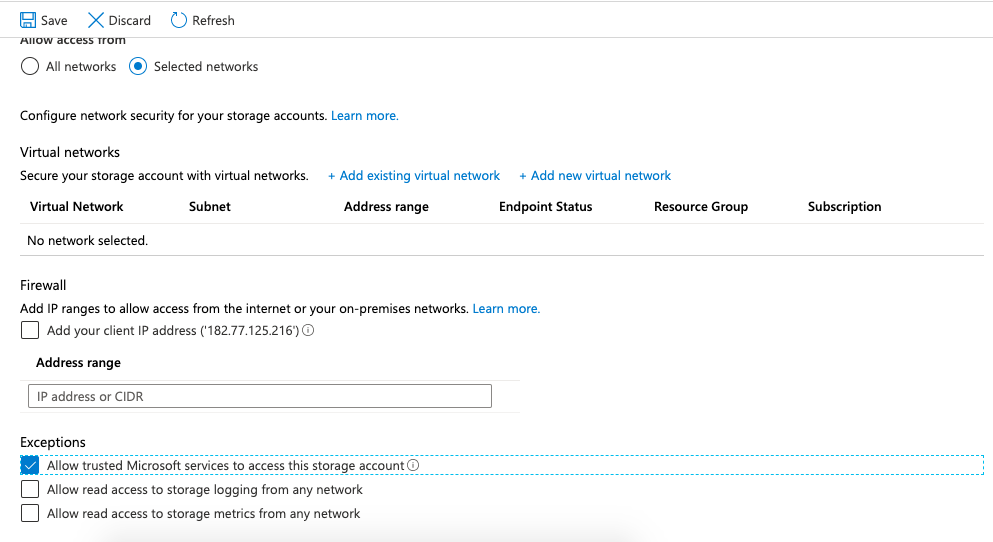 Save Discard Refresh
Allow access from
All networks Selected networks
Configure network security for your storage accounts. Learn more.
Virtual networks
Secure your storage account with virtual networks. + Add existing virtual network + Add new virtual network
Virtual Network Subnet Address range Endpoint Status Resource Group Subscription
No network selected.
Firewall
Add IP ranges to allow access from the internet or your on-premises networks. Learn more.
Add your client IP address ('182.77.125.216')
Address range
IP address or CIDR
Exceptions
Allow trusted Microsoft services to access this storage account
Allow read access to storage logging from any network
Allow read access to storage metrics from any network